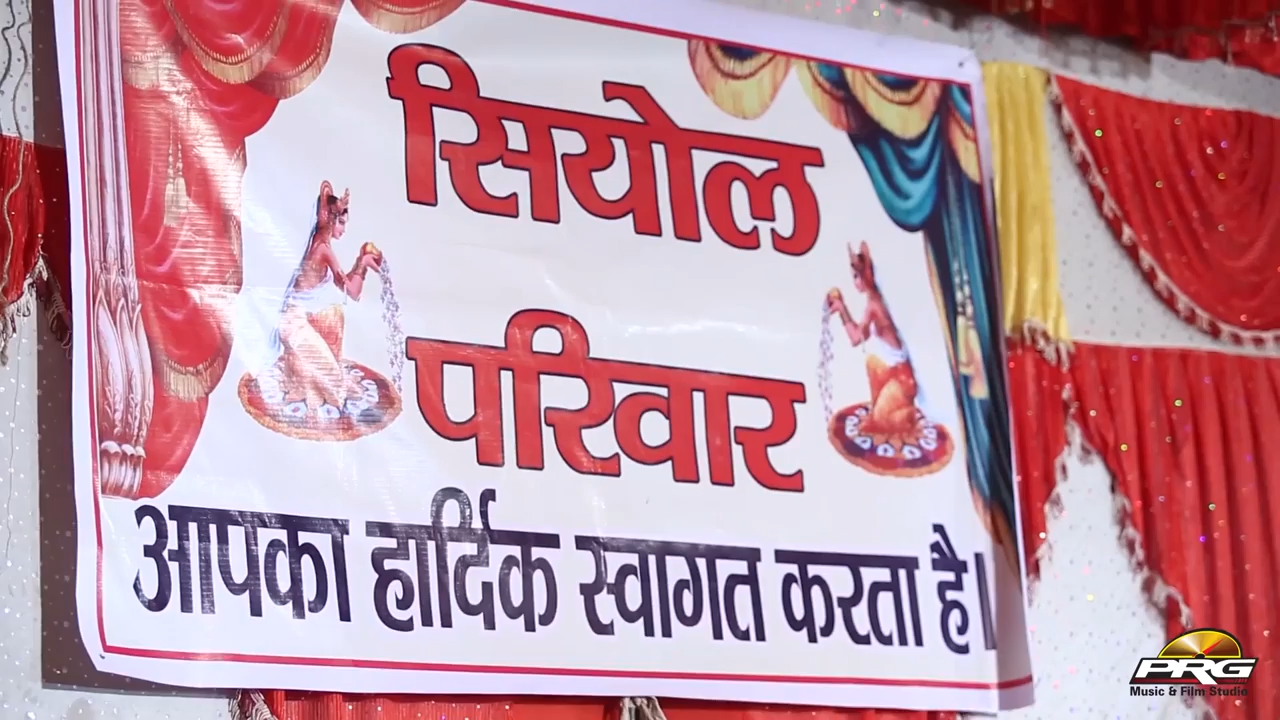 सियोल
परिवार
आपका हार्दिक स्वागत करता है।
PRG
Music & Film Studio